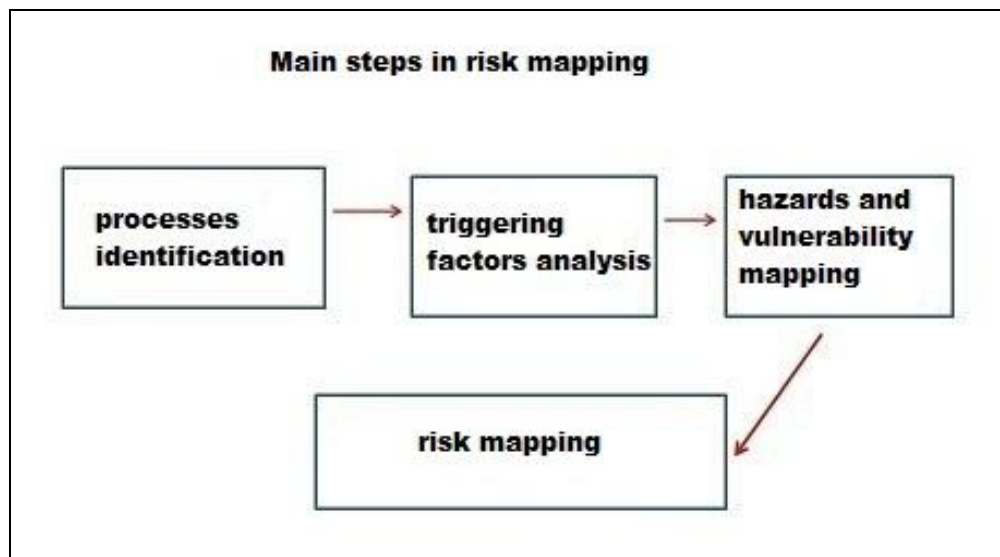 Main steps in risk mapping
processes
identification
triggering
factors analysis
hazards and
vulnerability
mapping
risk mapping